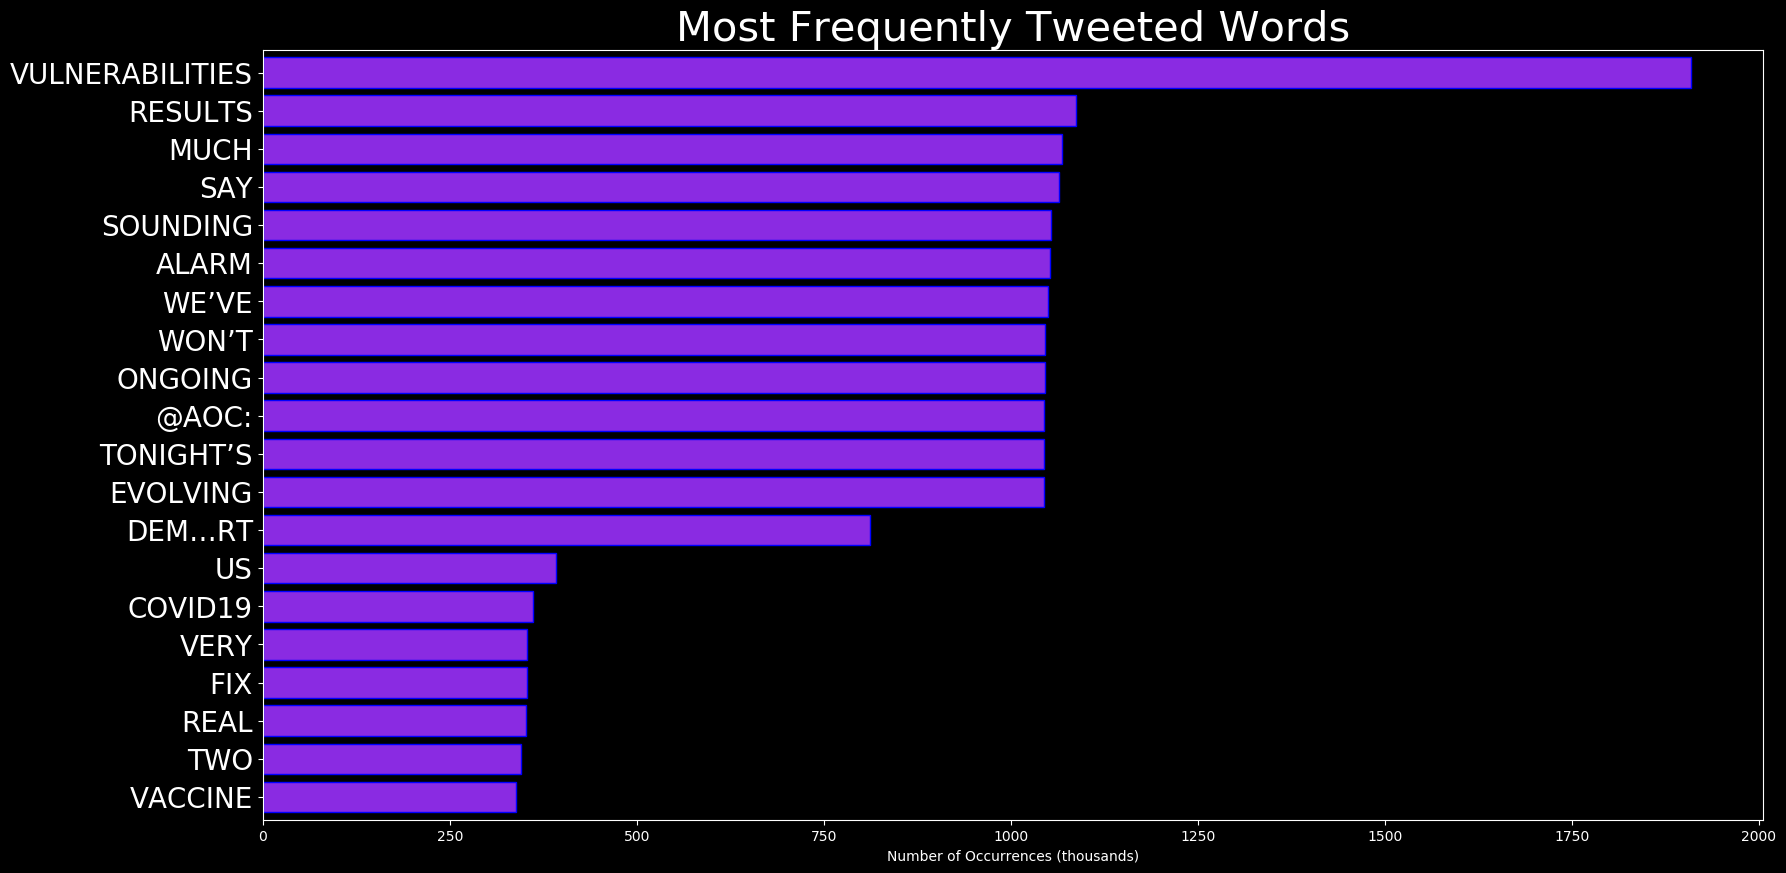 Most Frequently Tweeted Words
VULNERABILITIES
RESULTS
MUCH
SAY
SOUNDING
ALARM
WE’VE
WON’T
ONGOING
@AOC:
TONIGHT’S
EVOLVING
DEM…RT
US
COVID19
VERY
FIX
REAL
TWO
VACCINE
0 250 500 750 1000 1250 1500 1750 2000
Number of Occurrences (thousands)